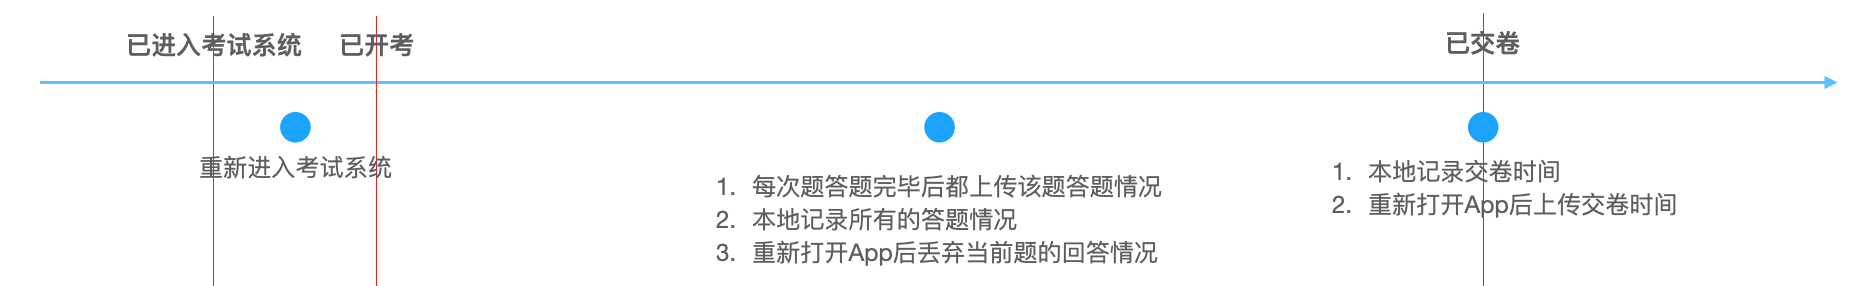 已进入考试系统
已开考
已交卷
重新进入考试系统
1. 每次题答题完毕后都上传该题答题情况
2. 本地记录所有的答题情况
3. 重新打开App后丢弃当前题的回答情况
1. 本地记录交卷时间
2. 重新打开App后上传交卷时间